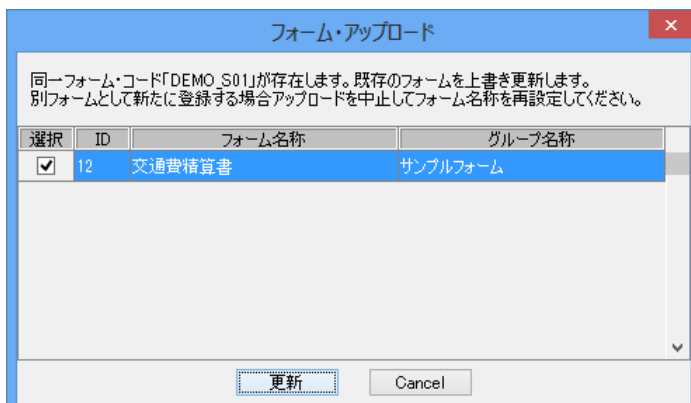 フォーム・アップロード
同一フォーム・コード「DEMO_S01」が存在します。既存のフォームを上書き更新します。
別フォームとして新たに登録する場合アップロードを中止してフォーム名称を再設定してください。
選択 ID フォーム名称 グループ名称
12 交通費精算書 サンプルフォーム
更新 Cancel